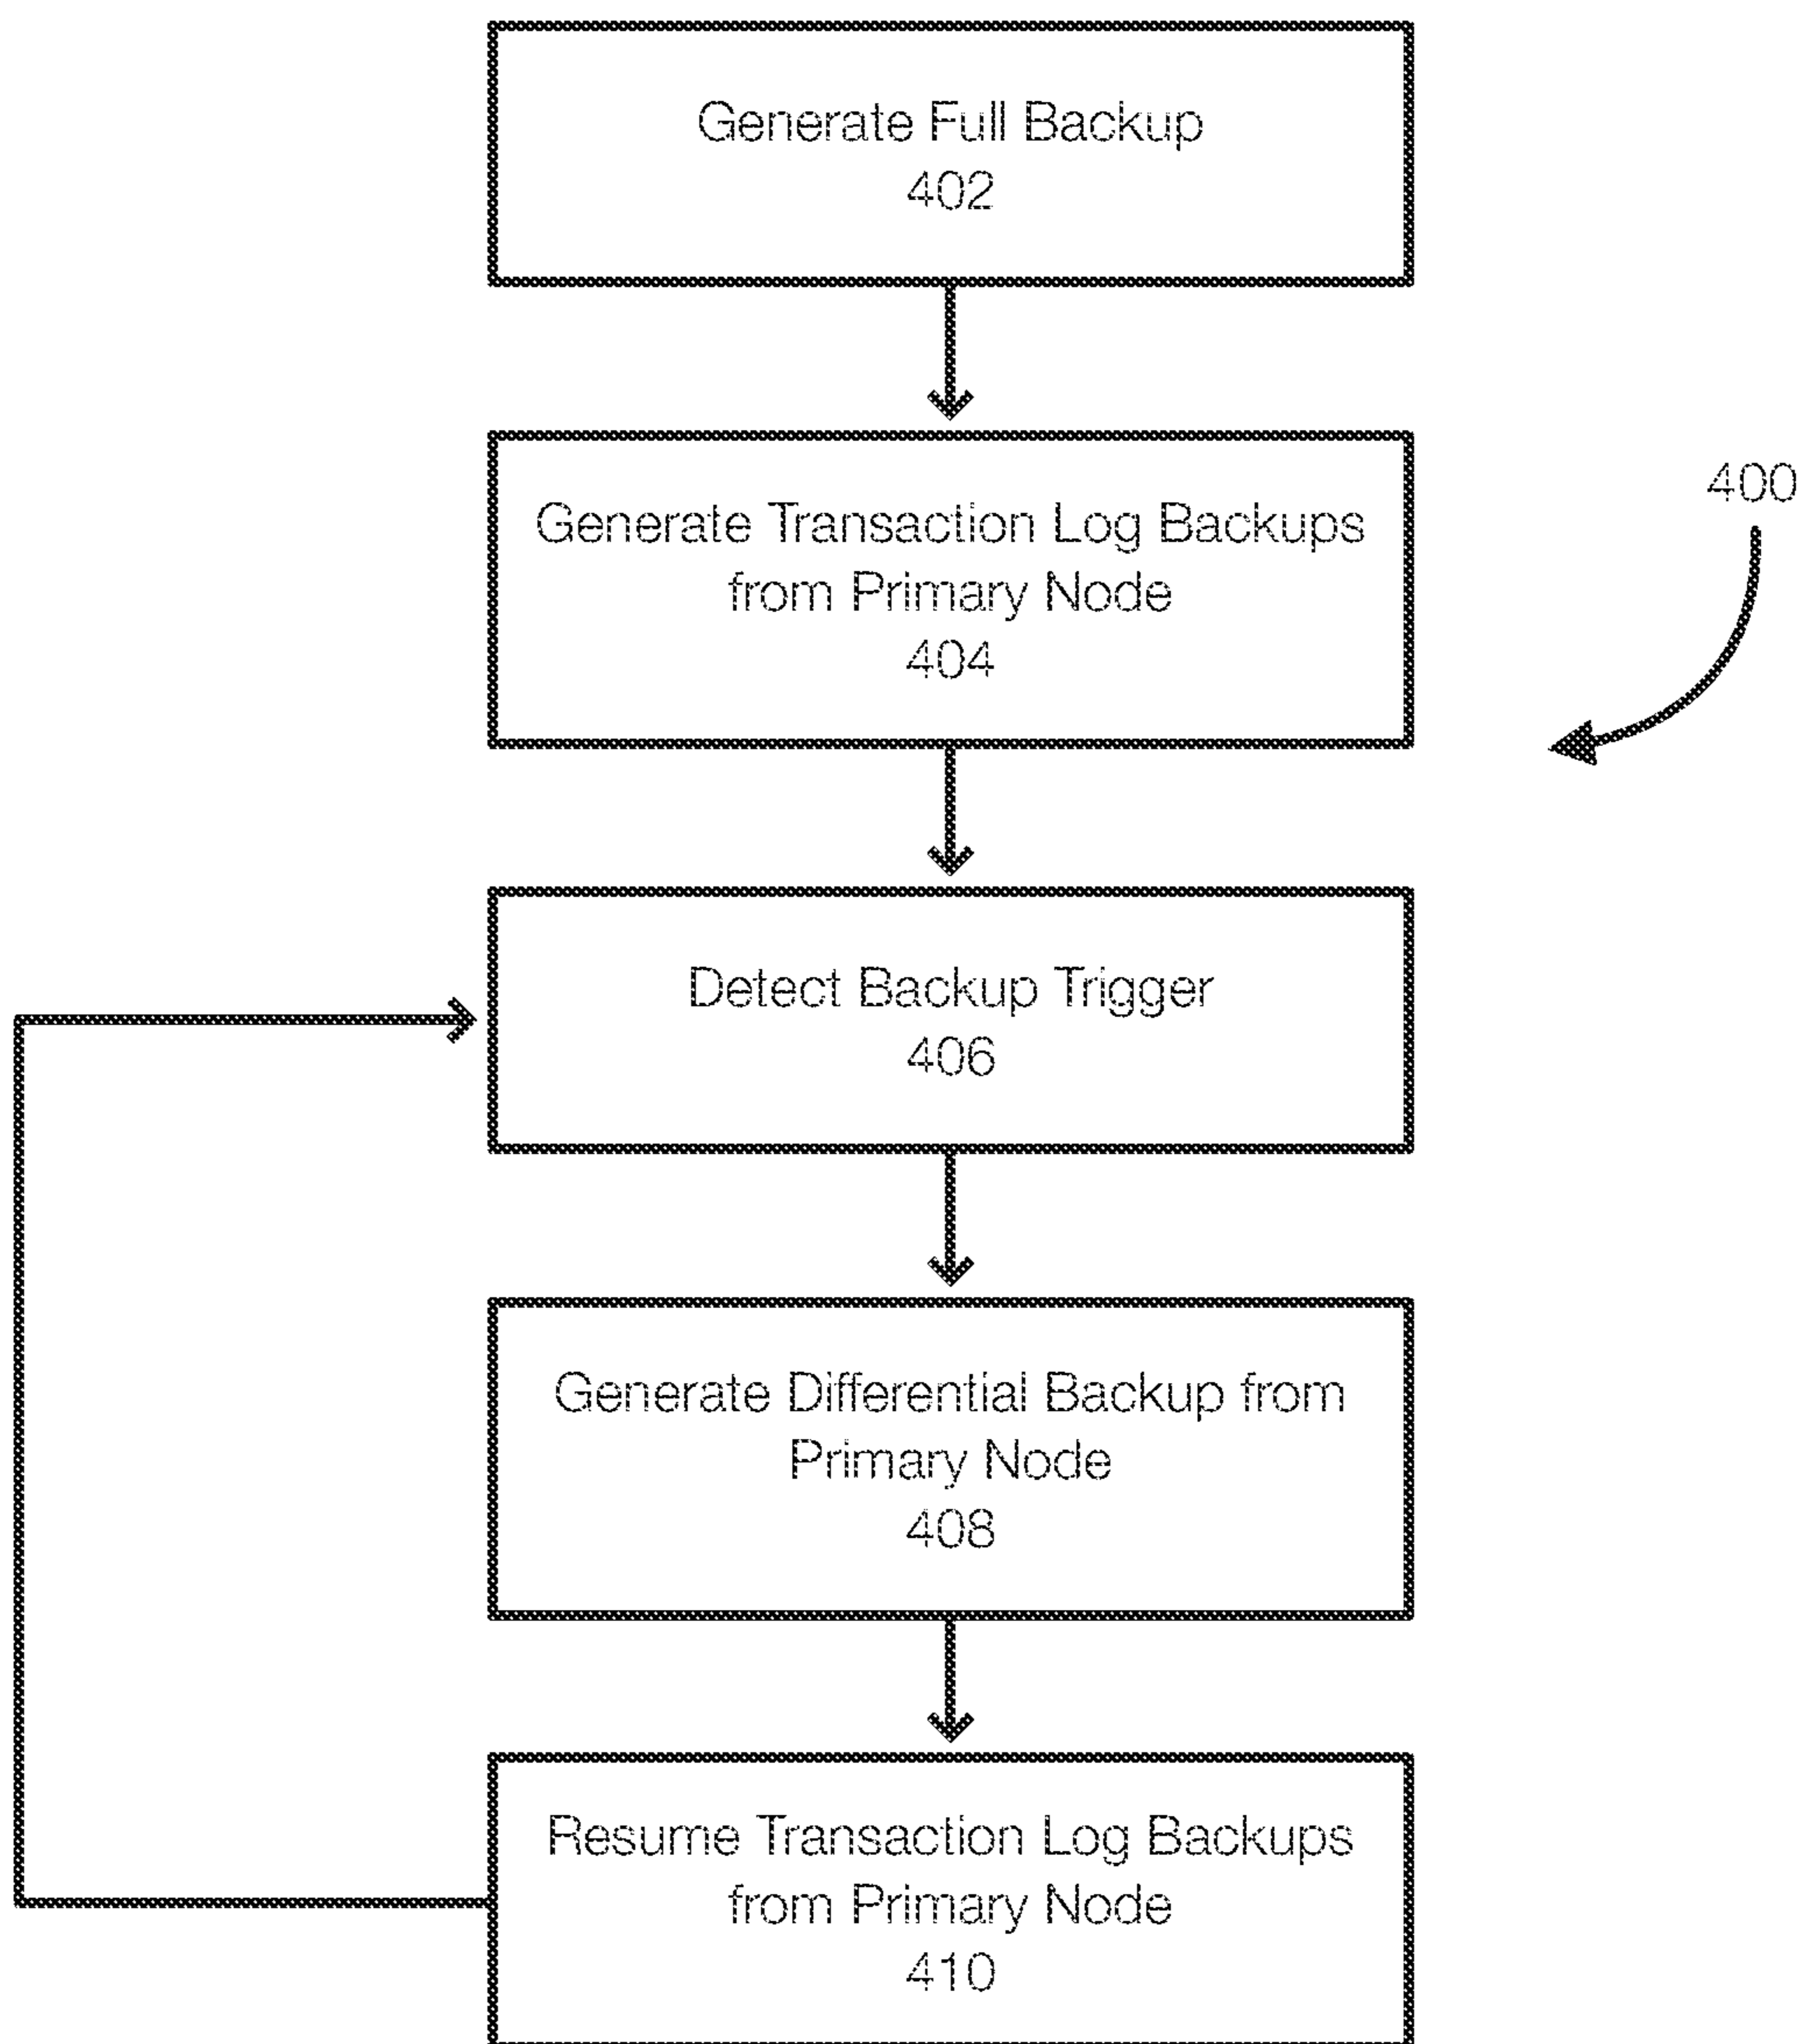 Generate Full Backup
402
Generate Transaction Log Backups
from Primary Node
404
400
Detect Backup Trigger
406
Generate Differential Backup from
Primary Node
408
Resume Transaction Log Backups
from Primary Node
410